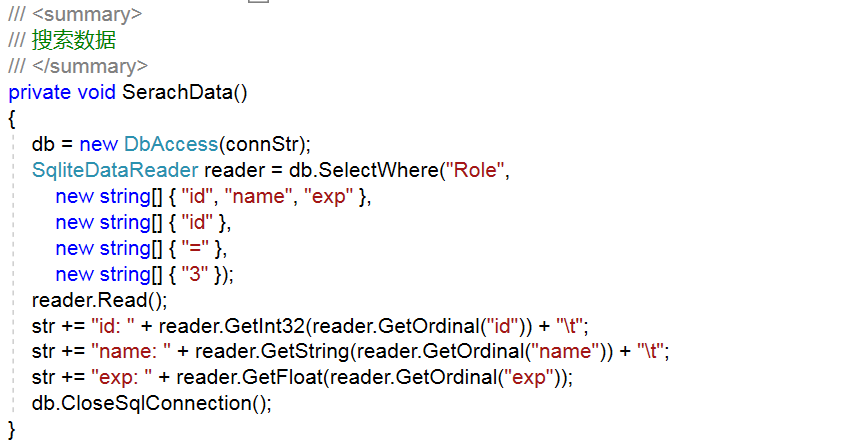 /// <summary>
/// 搜索数据
/// </summary>
private void SerachData()
{
db = new DbAccess(connStr);
SqliteDataReader reader = db.SelectWhere("Role",
new string[] { "id", "name", "exp" },
new string[] { "id" },
new string[] { "=" },
new string[] { "3" });
reader.Read();
str += "id: " + reader.GetInt32(reader.GetOrdinal("id")) + "\t";
str += "name: " + reader.GetString(reader.GetOrdinal("name")) + "\t";
str += "exp: " + reader.GetFloat(reader.GetOrdinal("exp"));
db.CloseSqlConnection();
}